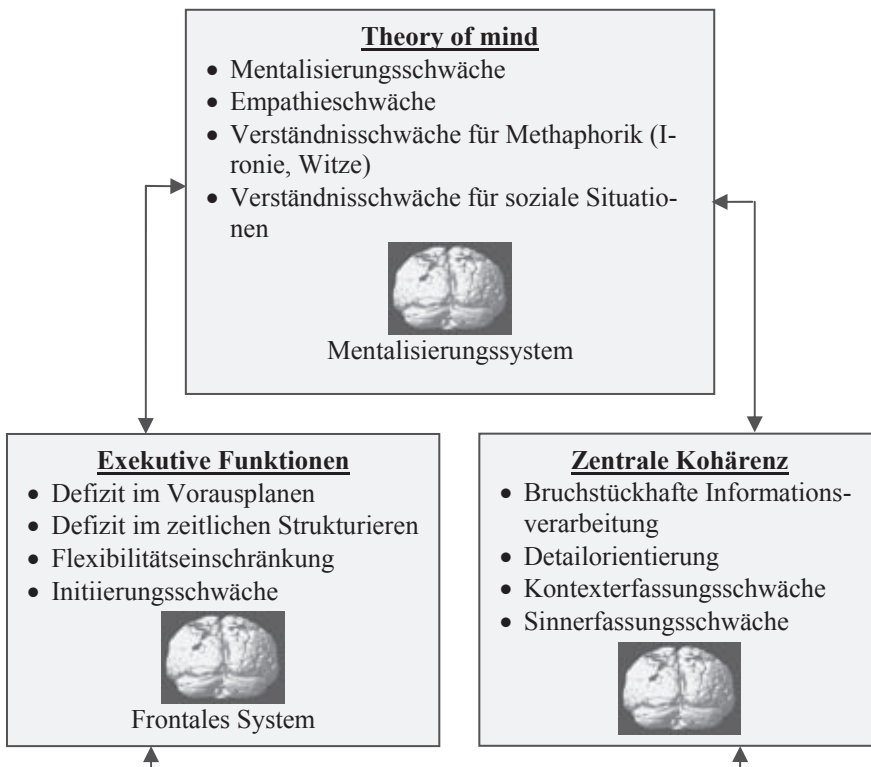 Theory of mind
• Mentalisierungsschwäche
• Empathieschwäche
• Verständnisschwäche für Methaphorik (I-
ronie, Witze)
• Verständnisschwäche für soziale Situatio-
nen
Mentalisierungssystem
Exekutive Funktionen
• Defizit im Vorausplanen
• Defizit im zeitlichen Strukturieren
• Flexibilitätseinschränkung
• Initiierungsschwäche
Frontales System
Zentrale Kohärenz
• Bruchstückhafte Informations-
verarbeitung
• Detailorientierung
• Kontexterfassungsschwäche
• Sinnerfassungsschwäche